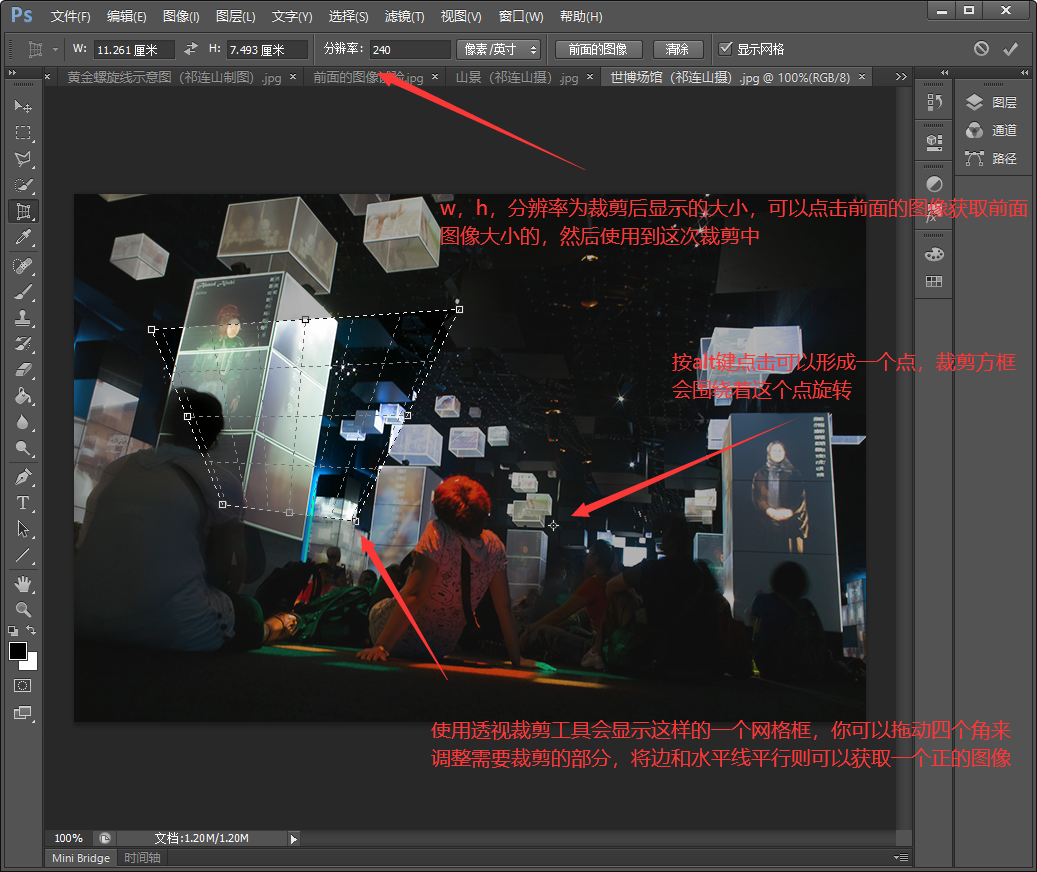 Ps 文件(F) 编辑(E) 图像(I) 图层(L) 文字(Y) 选择(S) 滤镜(T) 视图(V) 窗口(W) 帮助(H)
W: 11.261 厘米 H: 7.493 厘米 分辨率: 240 像素/英寸 前面的图像 清除 显示网格
黄金螺旋线示意图（祁连山制图）.jpg × 前面的图像 .jpg × 山景（祁连山摄）.jpg × 世博场馆（祁连山摄）.jpg @ 100%(RGB/8) ×
图层
通道
路径
w，h，分辨率为裁剪后显示的大小，可以点击前面的图像获取前面
图像大小的，然后使用到这次裁剪中
按alt键点击可以形成一个点，裁剪方框
会围绕着这个点旋转
使用透视裁剪工具会显示这样的一个网格框，你可以拖动四个角来
调整需要裁剪的部分，将边和水平线平行则可以获取一个正的图像
100% 文档:1.20M/1.20M
Mini Bridge 时间轴